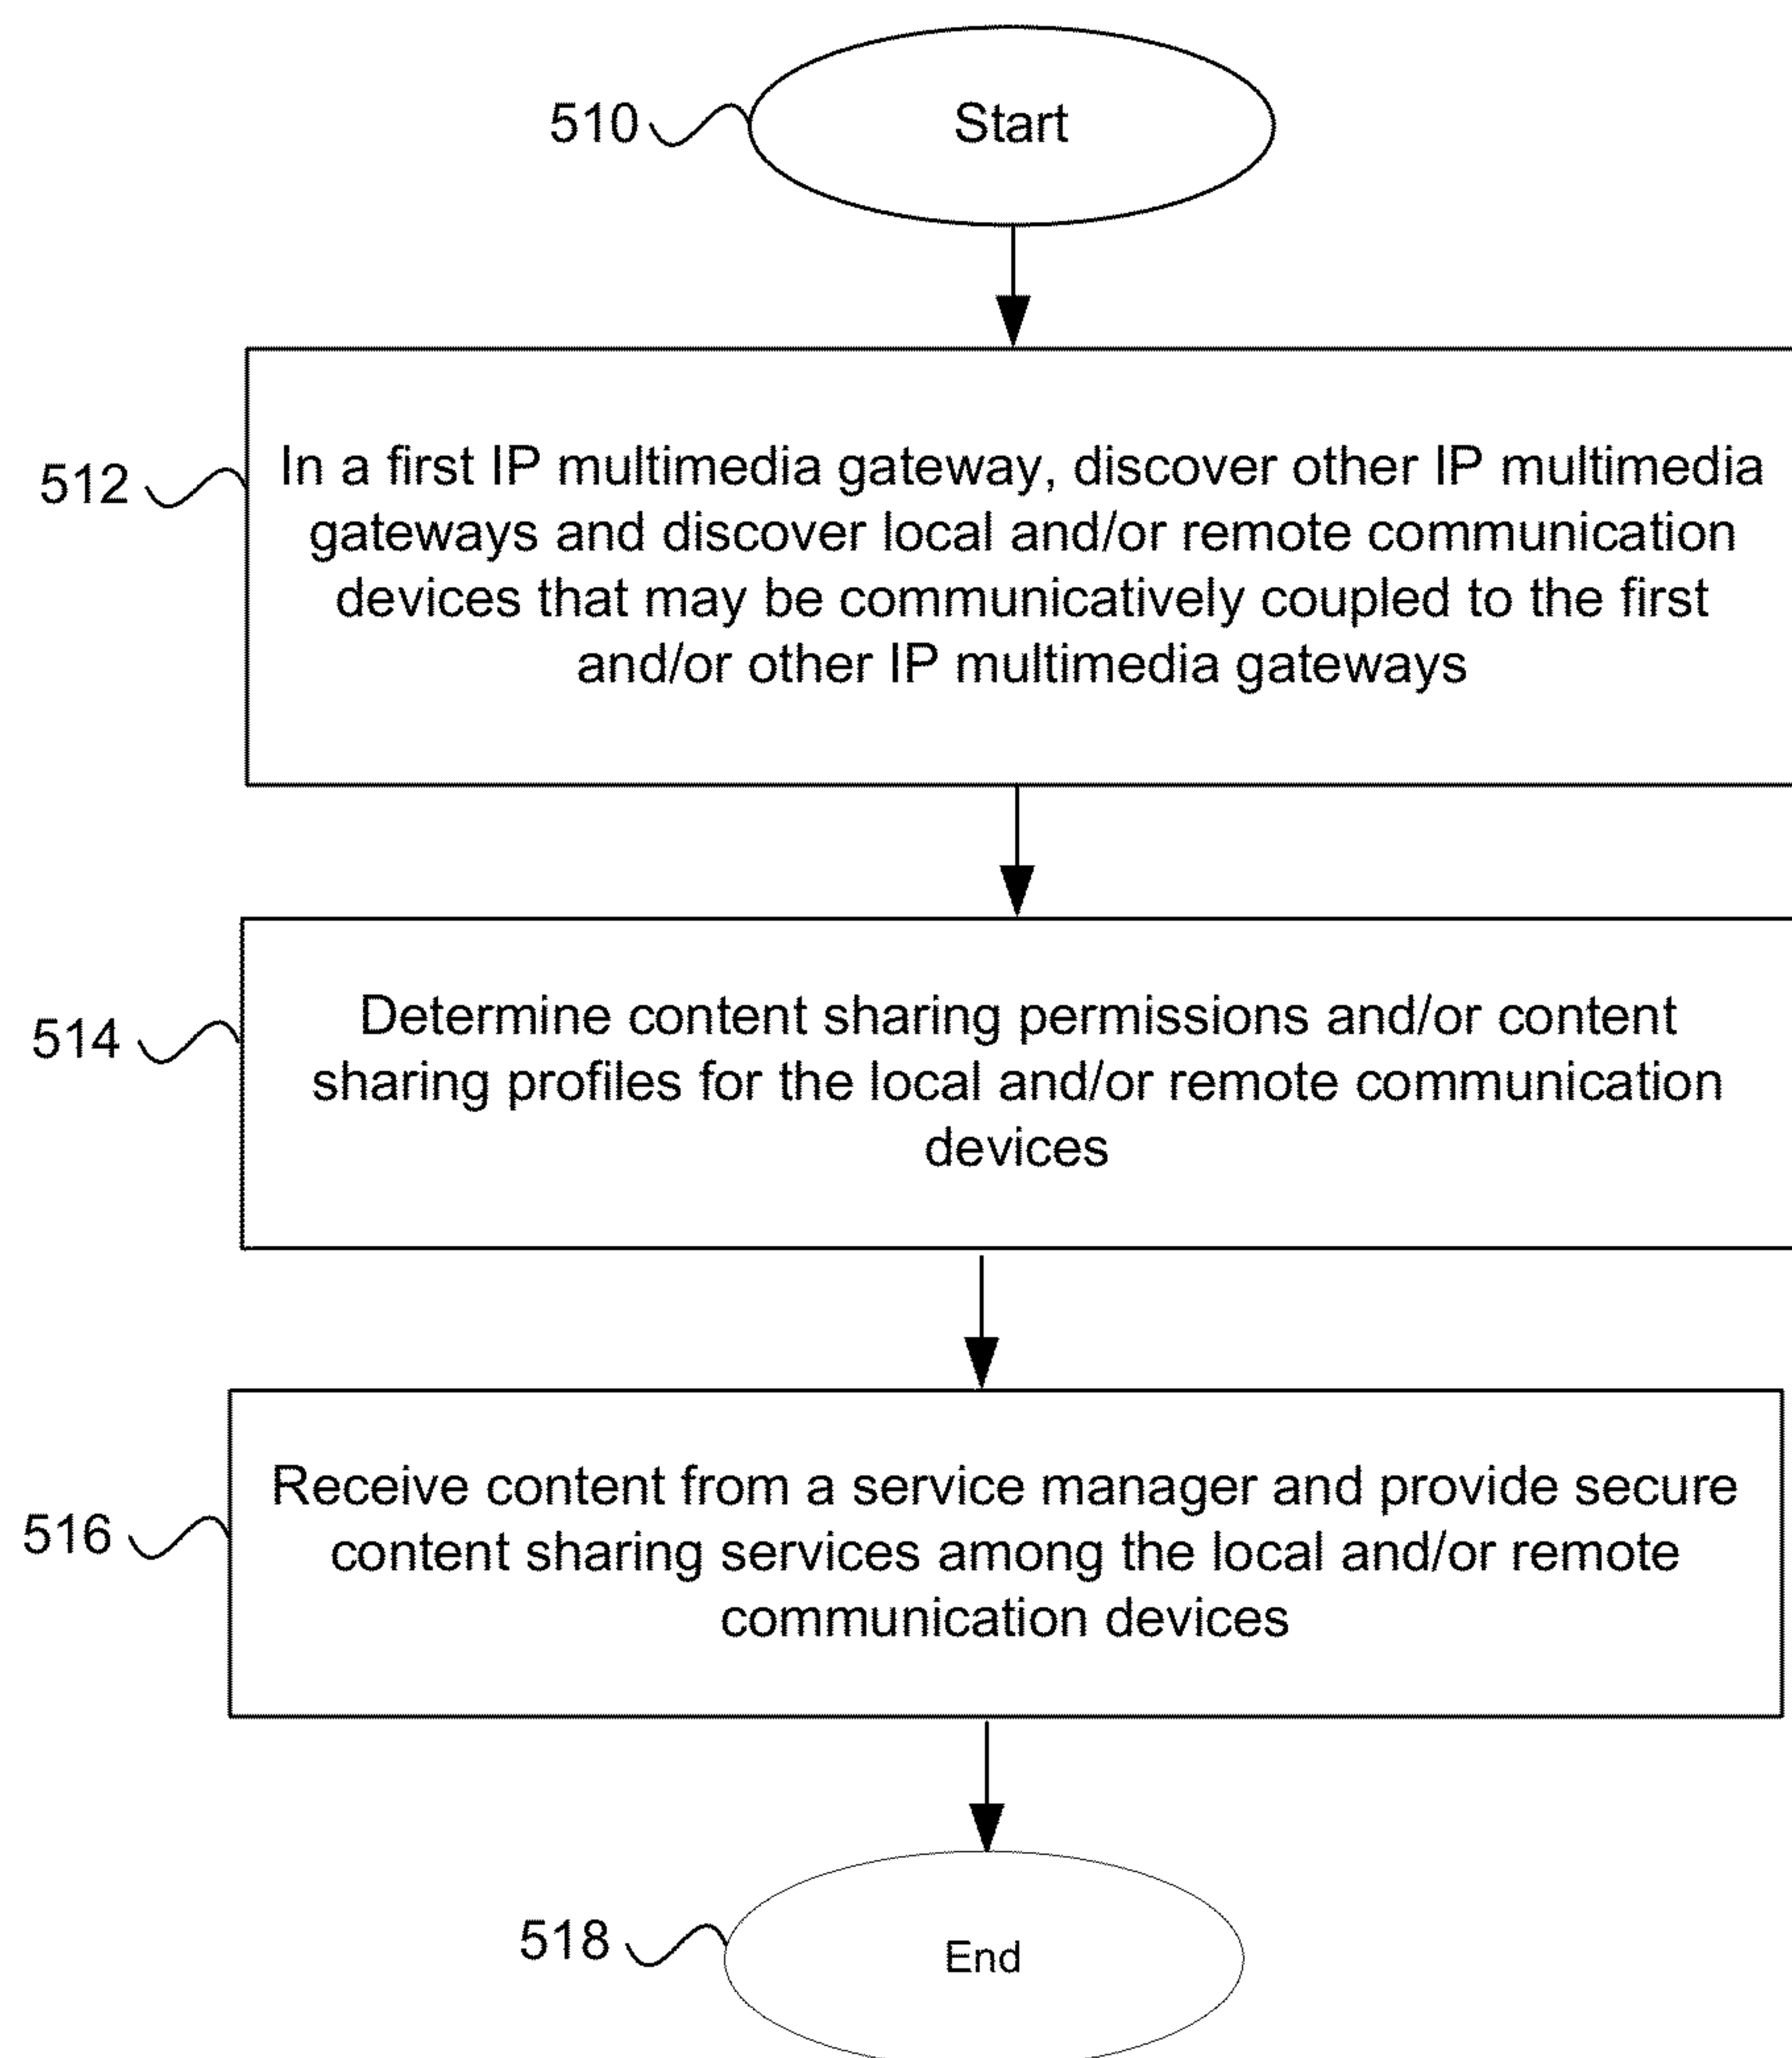 510
Start
512
In a first IP multimedia gateway, discover other IP multimedia
gateways and discover local and/or remote communication
devices that may be communicatively coupled to the first
and/or other IP multimedia gateways
514
Determine content sharing permissions and/or content
sharing profiles for the local and/or remote communication
devices
516
Receive content from a service manager and provide secure
content sharing services among the local and/or remote
communication devices
518
End